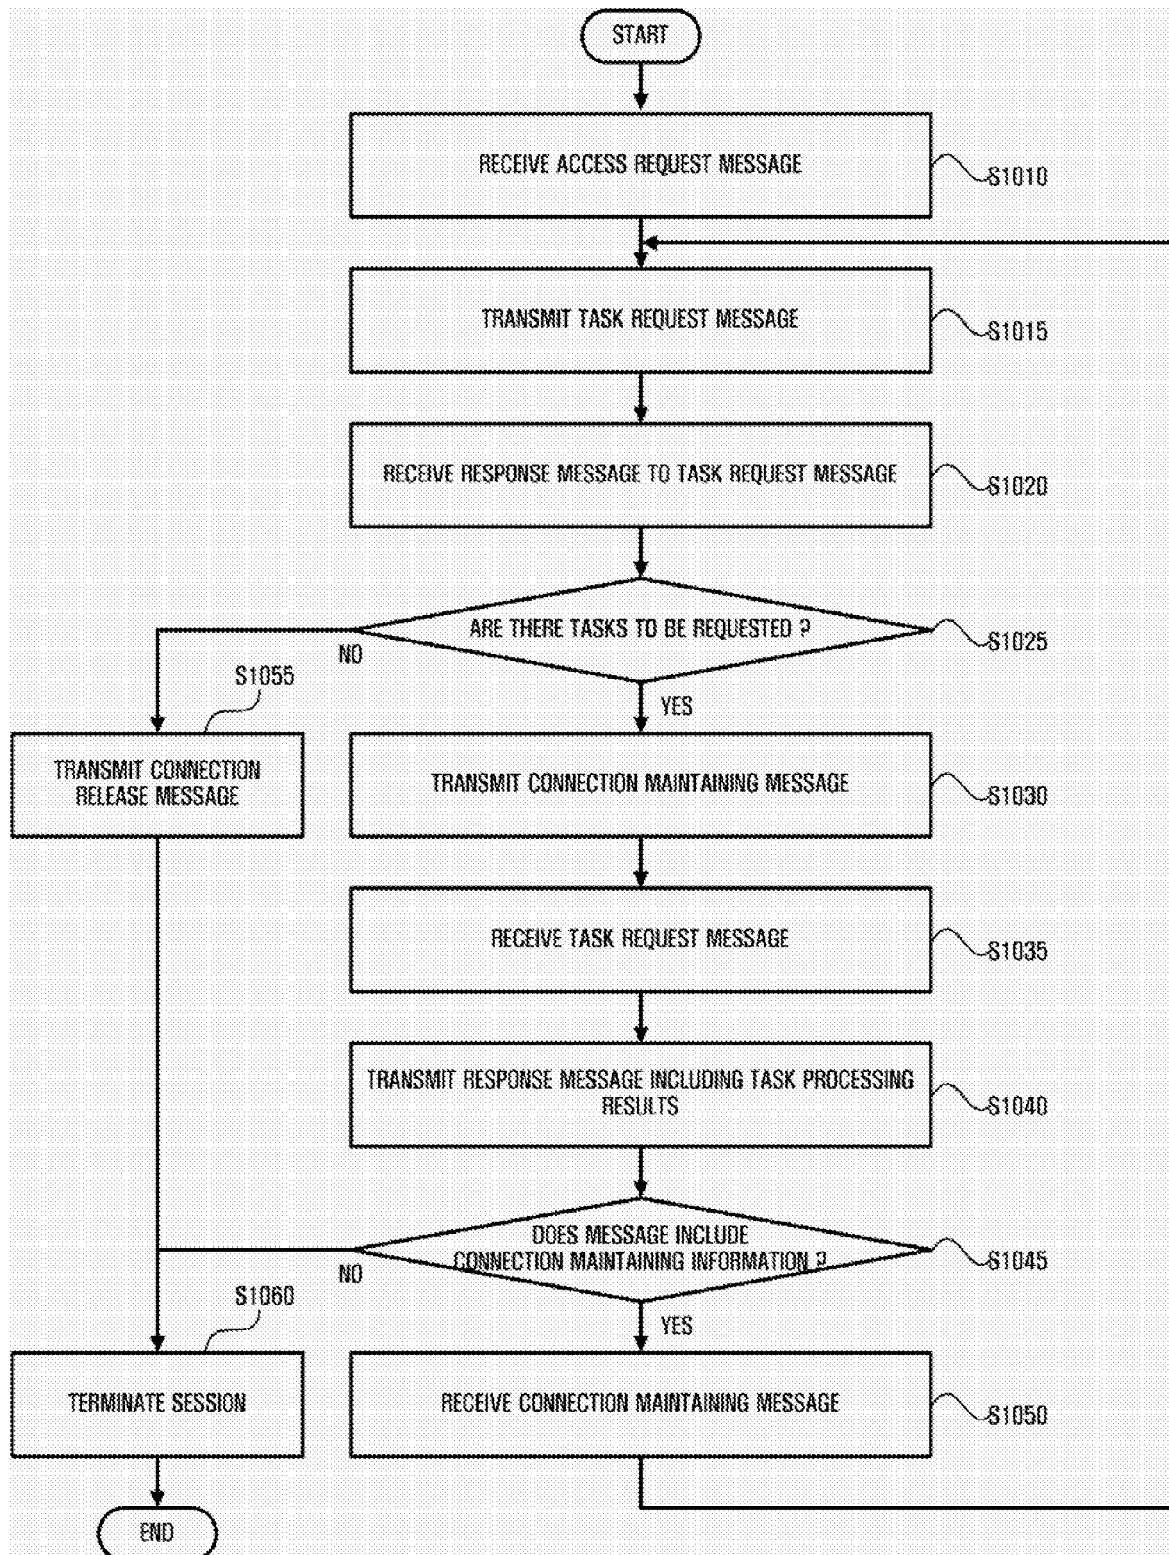 START
RECEIVE ACCESS REQUEST MESSAGE
S1010
TRANSMIT TASK REQUEST MESSAGE
S1015
RECEIVE RESPONSE MESSAGE TO TASK REQUEST MESSAGE
S1020
ARE THERE TASKS TO BE REQUESTED ?
S1025
NO
YES
S1055
TRANSMIT CONNECTION
RELEASE MESSAGE
TRANSMIT CONNECTION MAINTAINING MESSAGE
S1030
RECEIVE TASK REQUEST MESSAGE
S1035
TRANSMIT RESPONSE MESSAGE INCLUDING TASK PROCESSING
RESULTS
S1040
DOES MESSAGE INCLUDE
CONNECTION MAINTAINING INFORMATION ?
S1045
NO
YES
S1060
TERMINATE SESSION
RECEIVE CONNECTION MAINTAINING MESSAGE
S1050
END